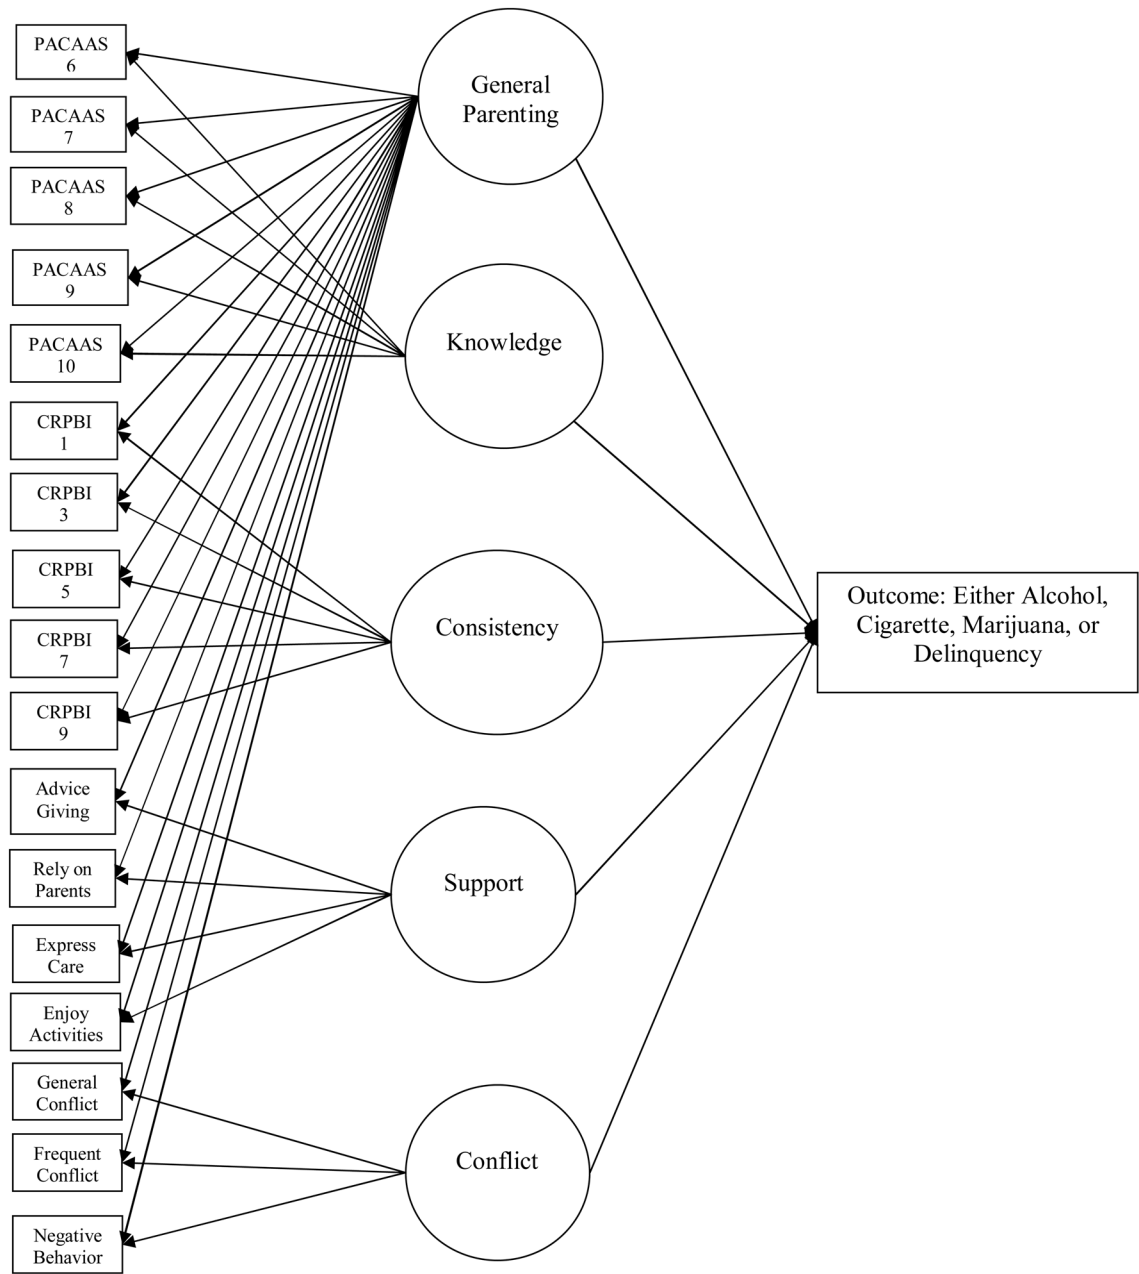 PACAAS
6
PACAAS
7
PACAAS
8
PACAAS
9
PACAAS
10
CRPBI
1
CRPBI
3
CRPBI
5
CRPBI
7
CRPBI
9
Advice
Giving
Rely on
Parents
Express
Care
Enjoy
Activities
General
Conflict
Frequent
Conflict
Negative
Behavior
General
Parenting
Knowledge
Consistency
Support
Conflict
Outcome: Either Alcohol,
Cigarette, Marijuana, or
Delinquency